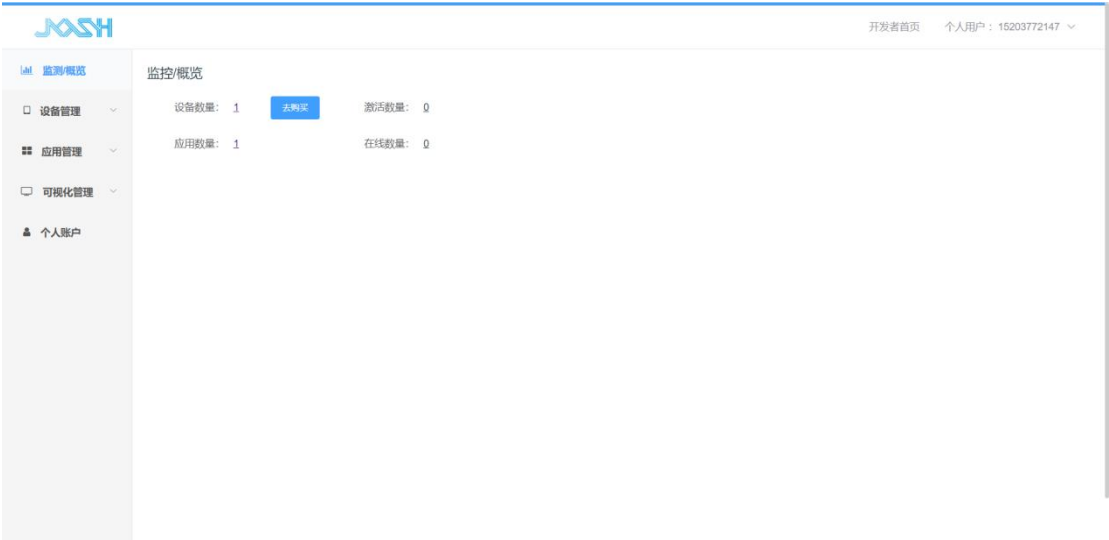 开发者首页 个人用户：15203772147
监测/概览
设备管理
应用管理
可视化管理
个人账户
监控/概览
设备数量： 1 去购买 激活数量： 0
应用数量： 1 在线数量： 0